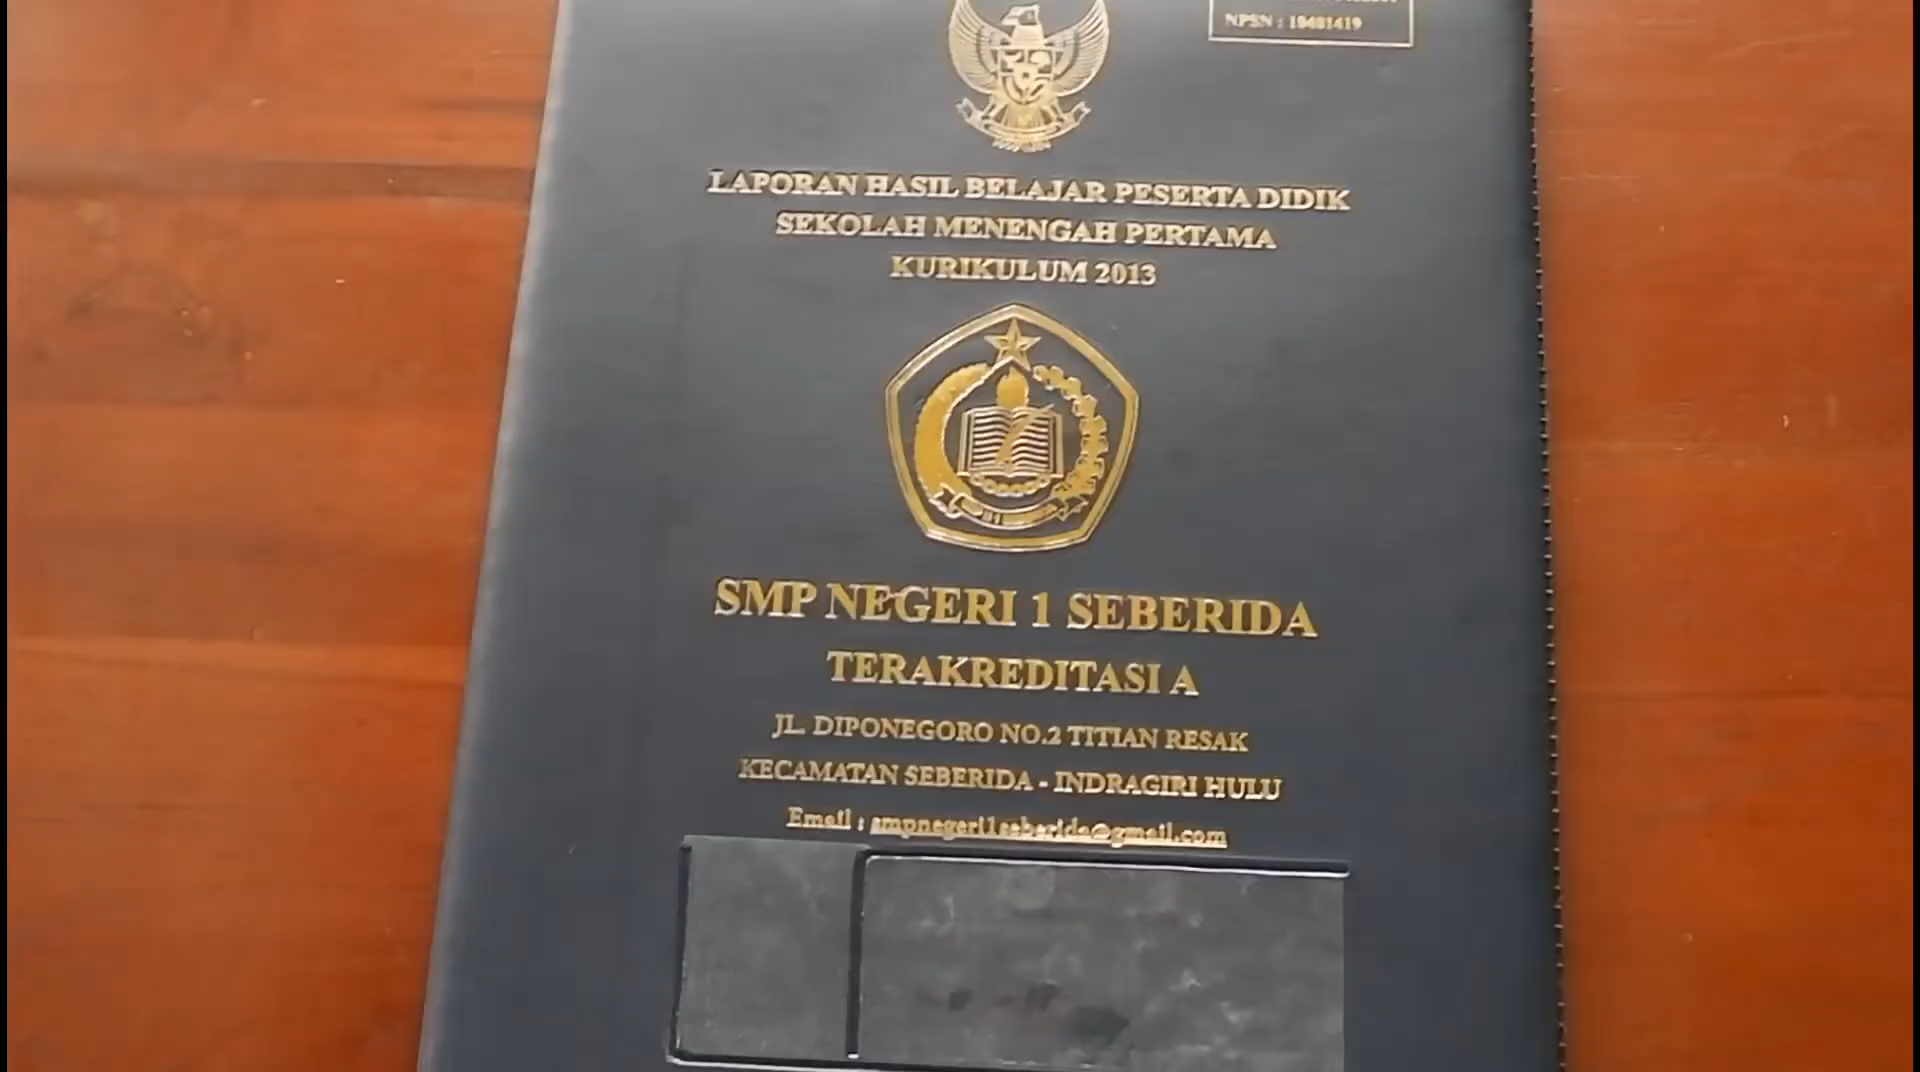 NPSN : 10401419
LAPORAN HASIL BELAJAR PESERTA DIDIK
SEKOLAH MENENGAH PERTAMA
KURIKULUM 2013
SMP NEGERI 1 SEBERIDA
TERAKREDITASI A
JL. DIPONEGORO NO.2 TITIAN RESAK
KECAMATAN SEBERIDA - INDRAGIRI HULU
Email : smpnegeri1seberida@gmail.com